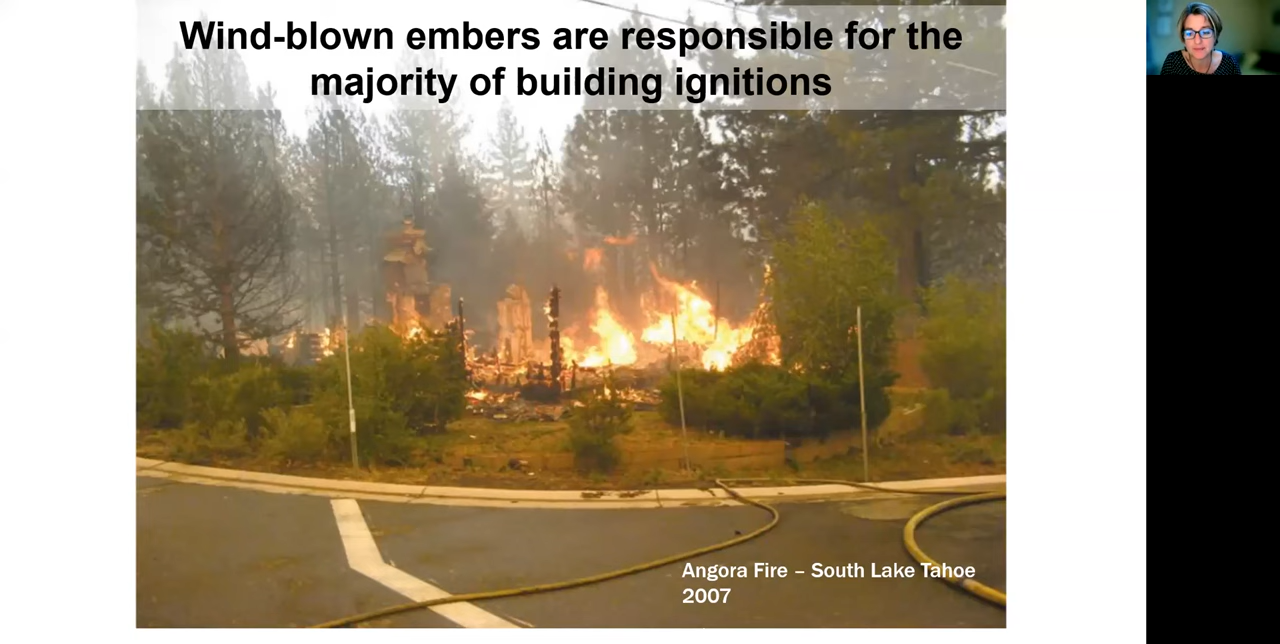 Wind-blown embers are responsible for the
majority of building ignitions
Angora Fire – South Lake Tahoe
2007